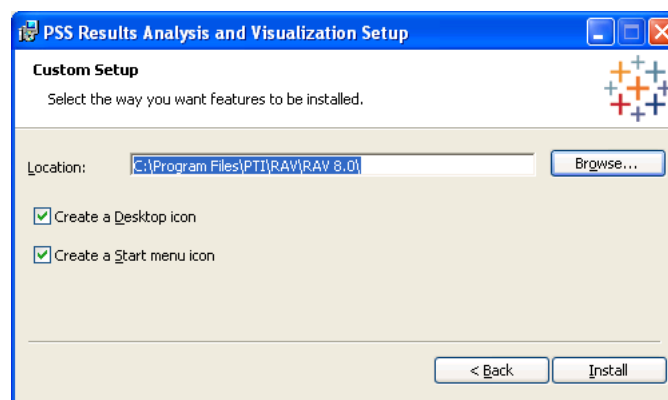 PSS Results Analysis and Visualization Setup
Custom Setup
Select the way you want features to be installed.
Location: C:\Program Files\PTI\RAV\RAV 8.0\ Browse...
Create a Desktop icon
Create a Start menu icon
< Back Install